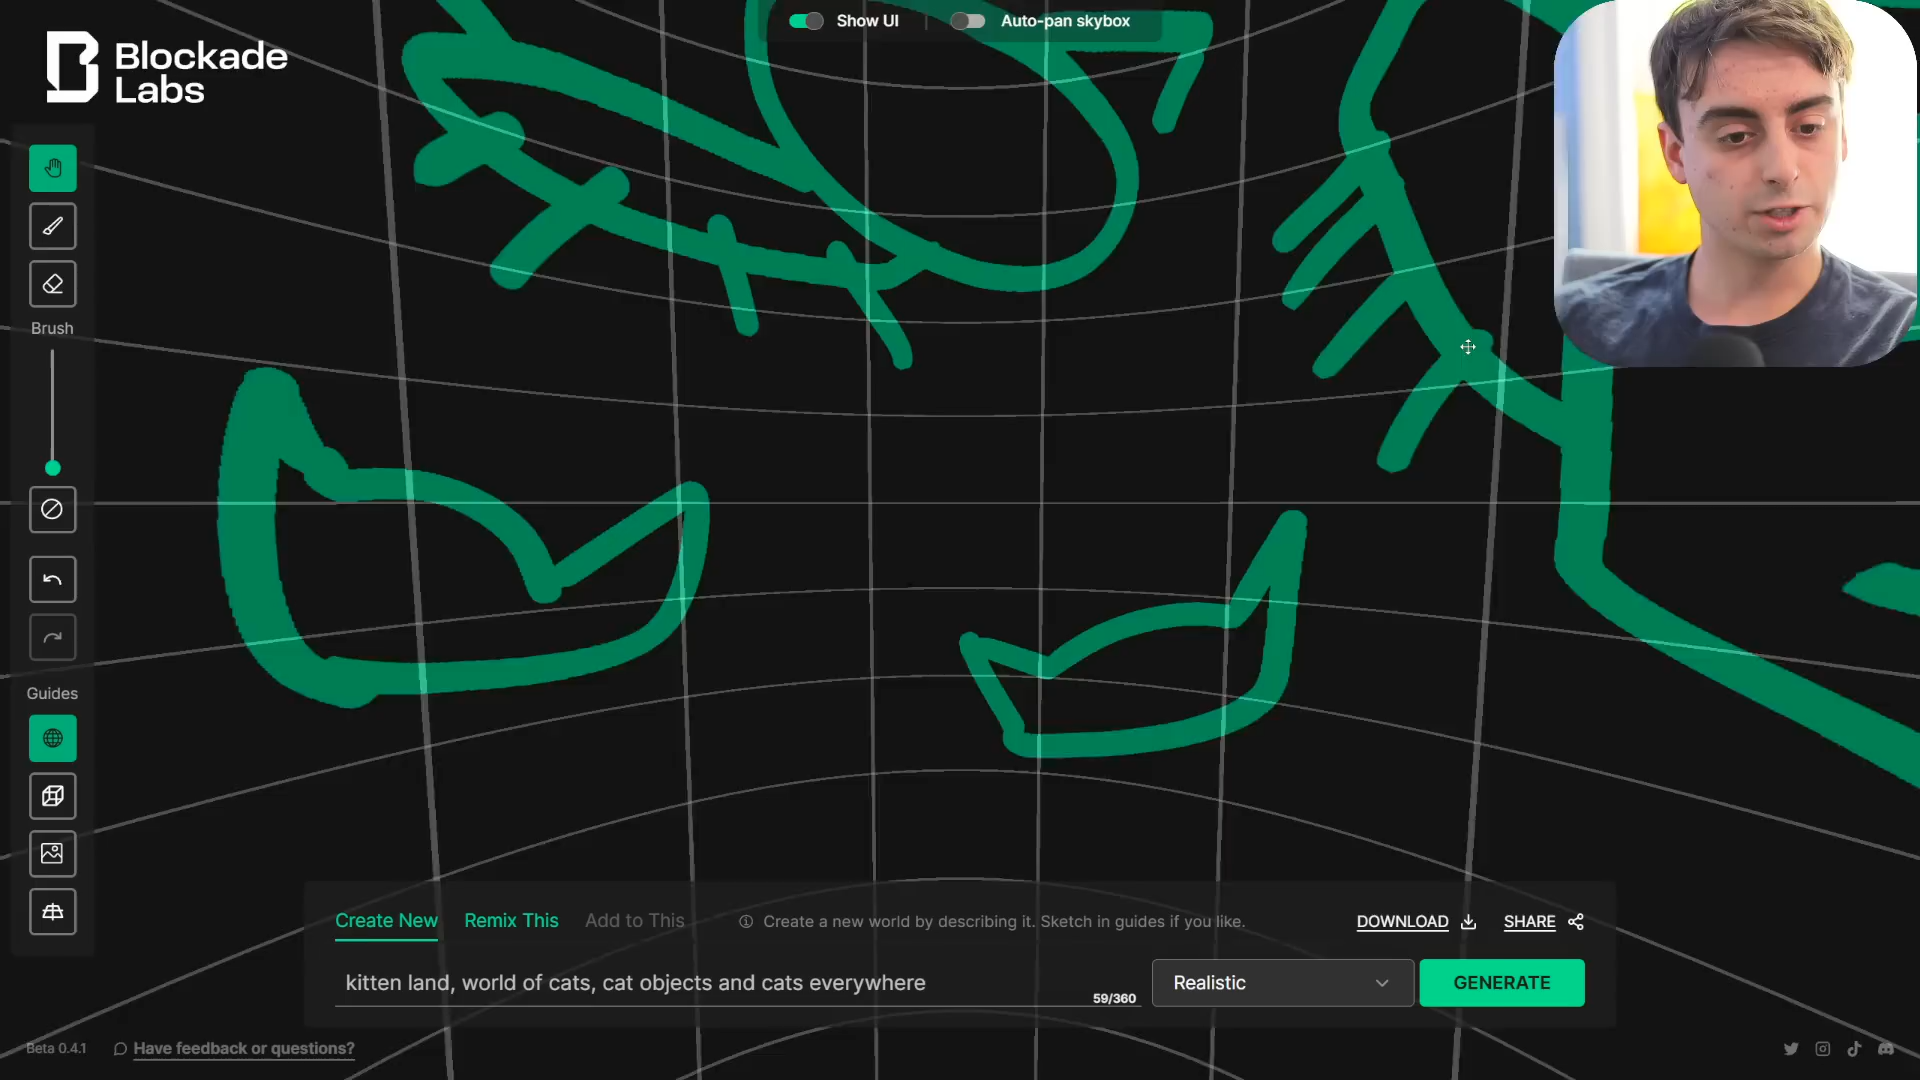 Show UI
Auto-pan skybox
Blockade
Labs
Brush
Guides
Create New
Remix This
Add to This
Create a new world by describing it. Sketch in guides if you like.
DOWNLOAD
SHARE
kitten land, world of cats, cat objects and cats everywhere
59/360
Realistic
GENERATE
Beta 0.4.1
Have feedback or questions?